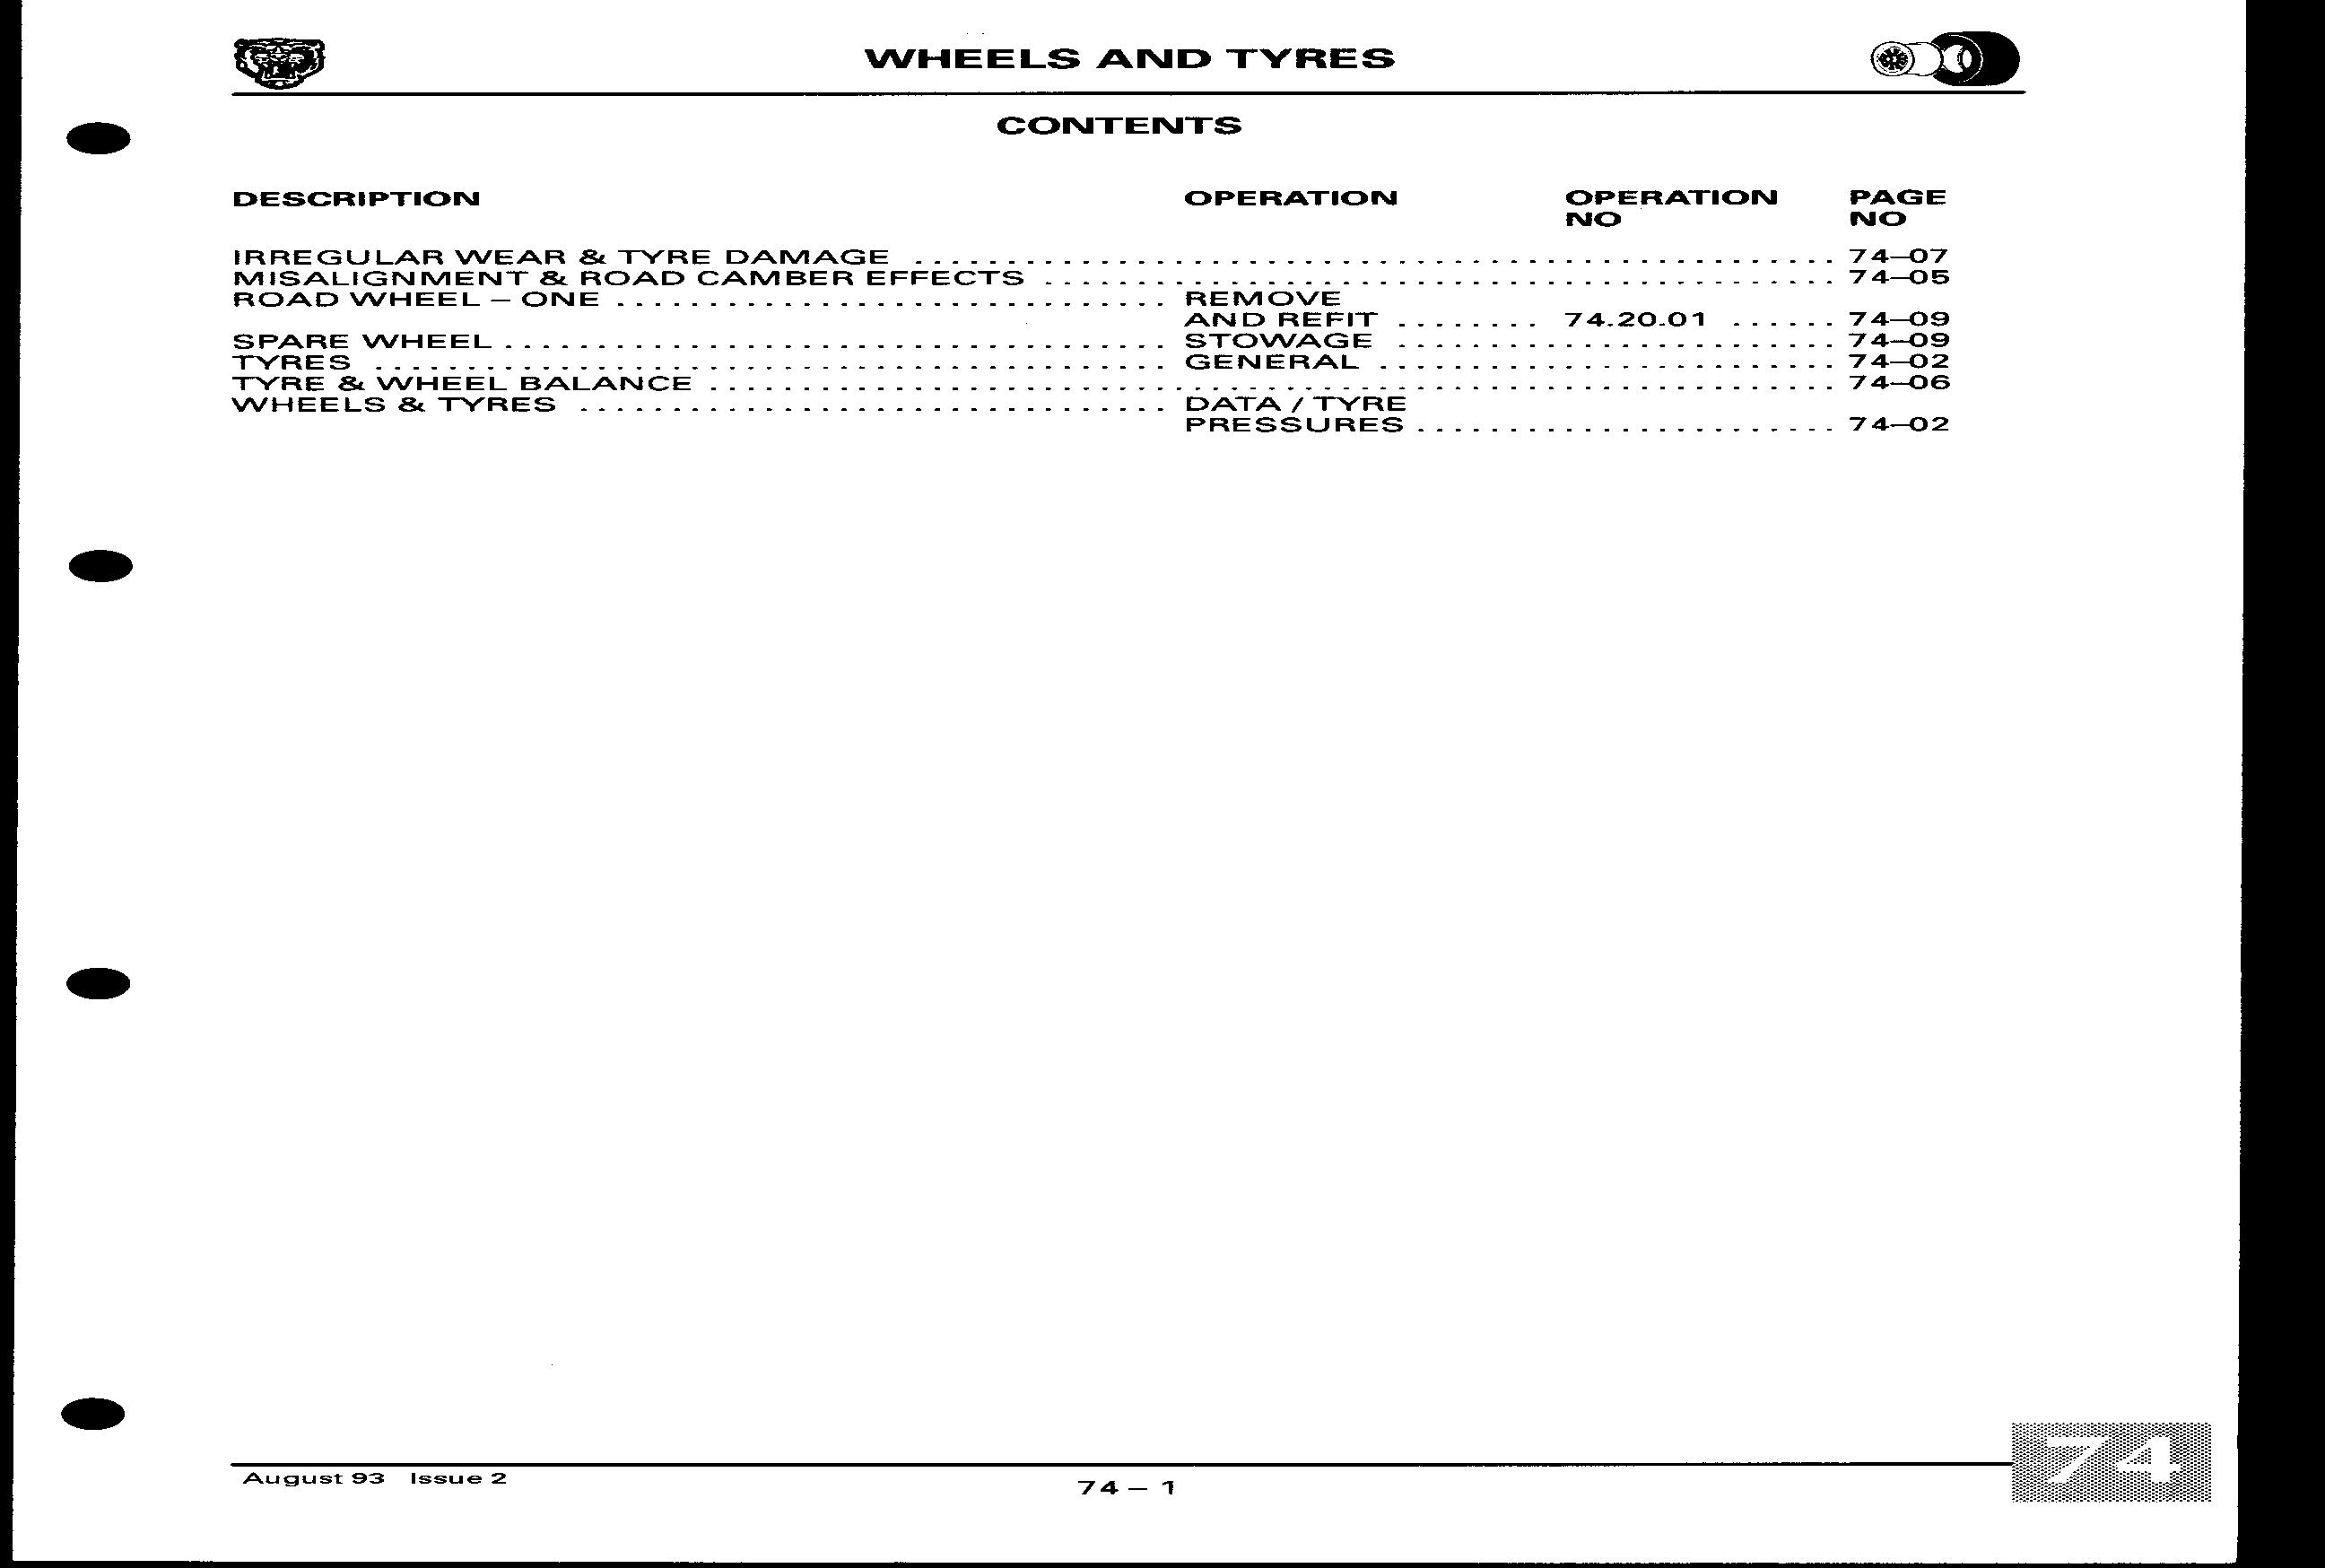 WHEELS AND TYRES
CONTENTS
DESCRIPTION OPERATION OPERATION PAGE
NO NO
IRREGULAR WEAR & TYRE DAMAGE ................................................ 74–07
MISALIGNMENT & ROAD CAMBER EFFECTS ........................................ 74–05
ROAD WHEEL – ONE .............................. REMOVE
AND REFIT ........ 74.20.01 ...... 74–09
SPARE WHEEL .................................... STOWAGE ........................ 74–09
TYRES ........................................... GENERAL ......................... 74–02
TYRE & WHEEL BALANCE ............................................................. 74–06
WHEELS & TYRES ................................ DATA / TYRE
PRESSURES ....................... 74–02
August 93 Issue 2
74 – 1
74